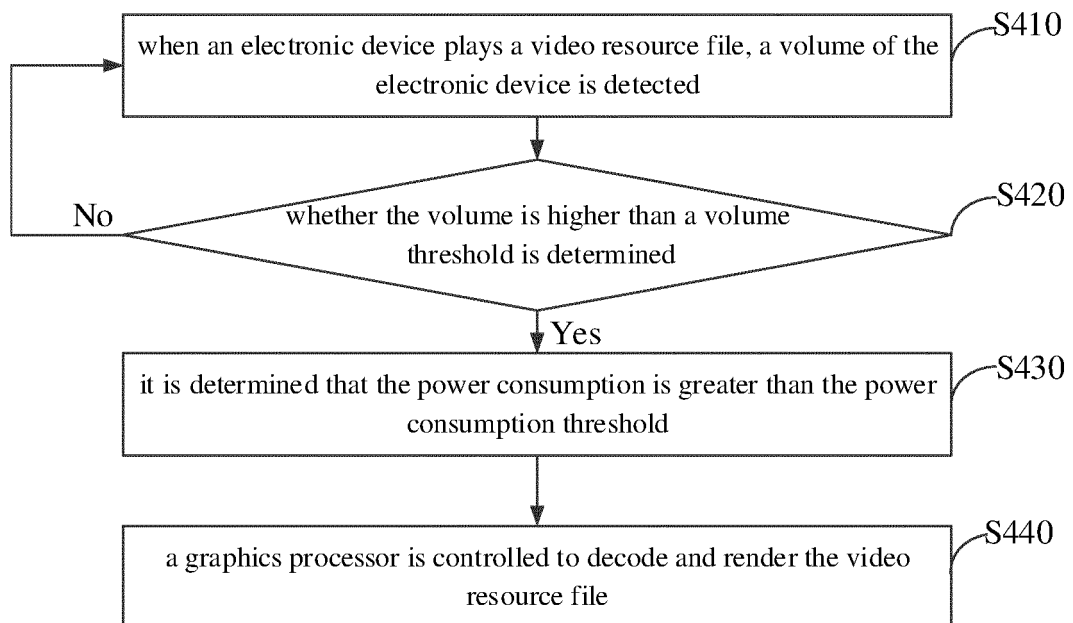 S410
when an electronic device plays a video resource file, a volume of the
electronic device is detected
S420
No
whether the volume is higher than a volume
threshold is determined
Yes
S430
it is determined that the power consumption is greater than the power
consumption threshold
S440
a graphics processor is controlled to decode and render the video
resource file